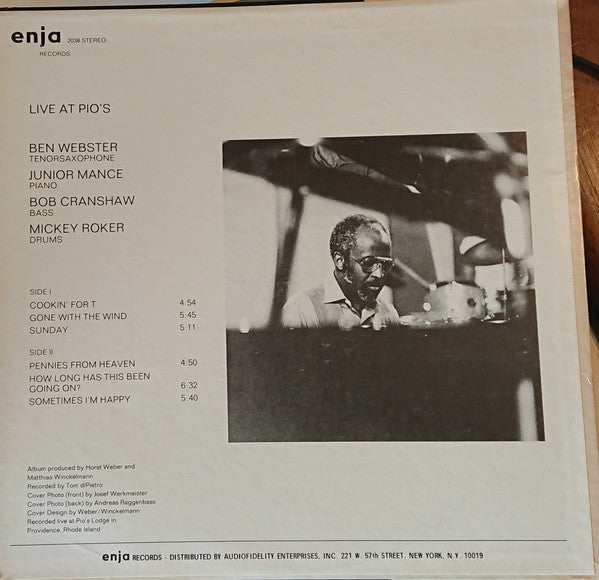 enja 2038 STEREO
RECORDS
LIVE AT PIO'S
BEN WEBSTER
TENORSAXOPHONE
JUNIOR MANCE
PIANO
BOB CRANSHAW
BASS
MICKEY ROKER
DRUMS
SIDE I
COOKIN' FOR T 4:54
GONE WITH THE WIND 5:45
SUNDAY 5:11
SIDE II
PENNIES FROM HEAVEN 4:50
HOW LONG HAS THIS BEEN
GOING ON? 6:32
SOMETIMES I'M HAPPY 5:40
Album produced by Horst Weber and
Matthias Winckelmann
Recorded by Tom diPietro
Cover Photo (front) by Josef Werkmeister
Cover Photo (back) by Andreas Raggenbass
Cover Design by Weber/Winckelmann
Recorded live at Pio's Lodge in
Providence, Rhode Island
enja RECORDS - DISTRIBUTED BY AUDIOFIDELITY ENTERPRISES, INC. 221 W. 57th STREET, NEW YORK, N.Y. 10019